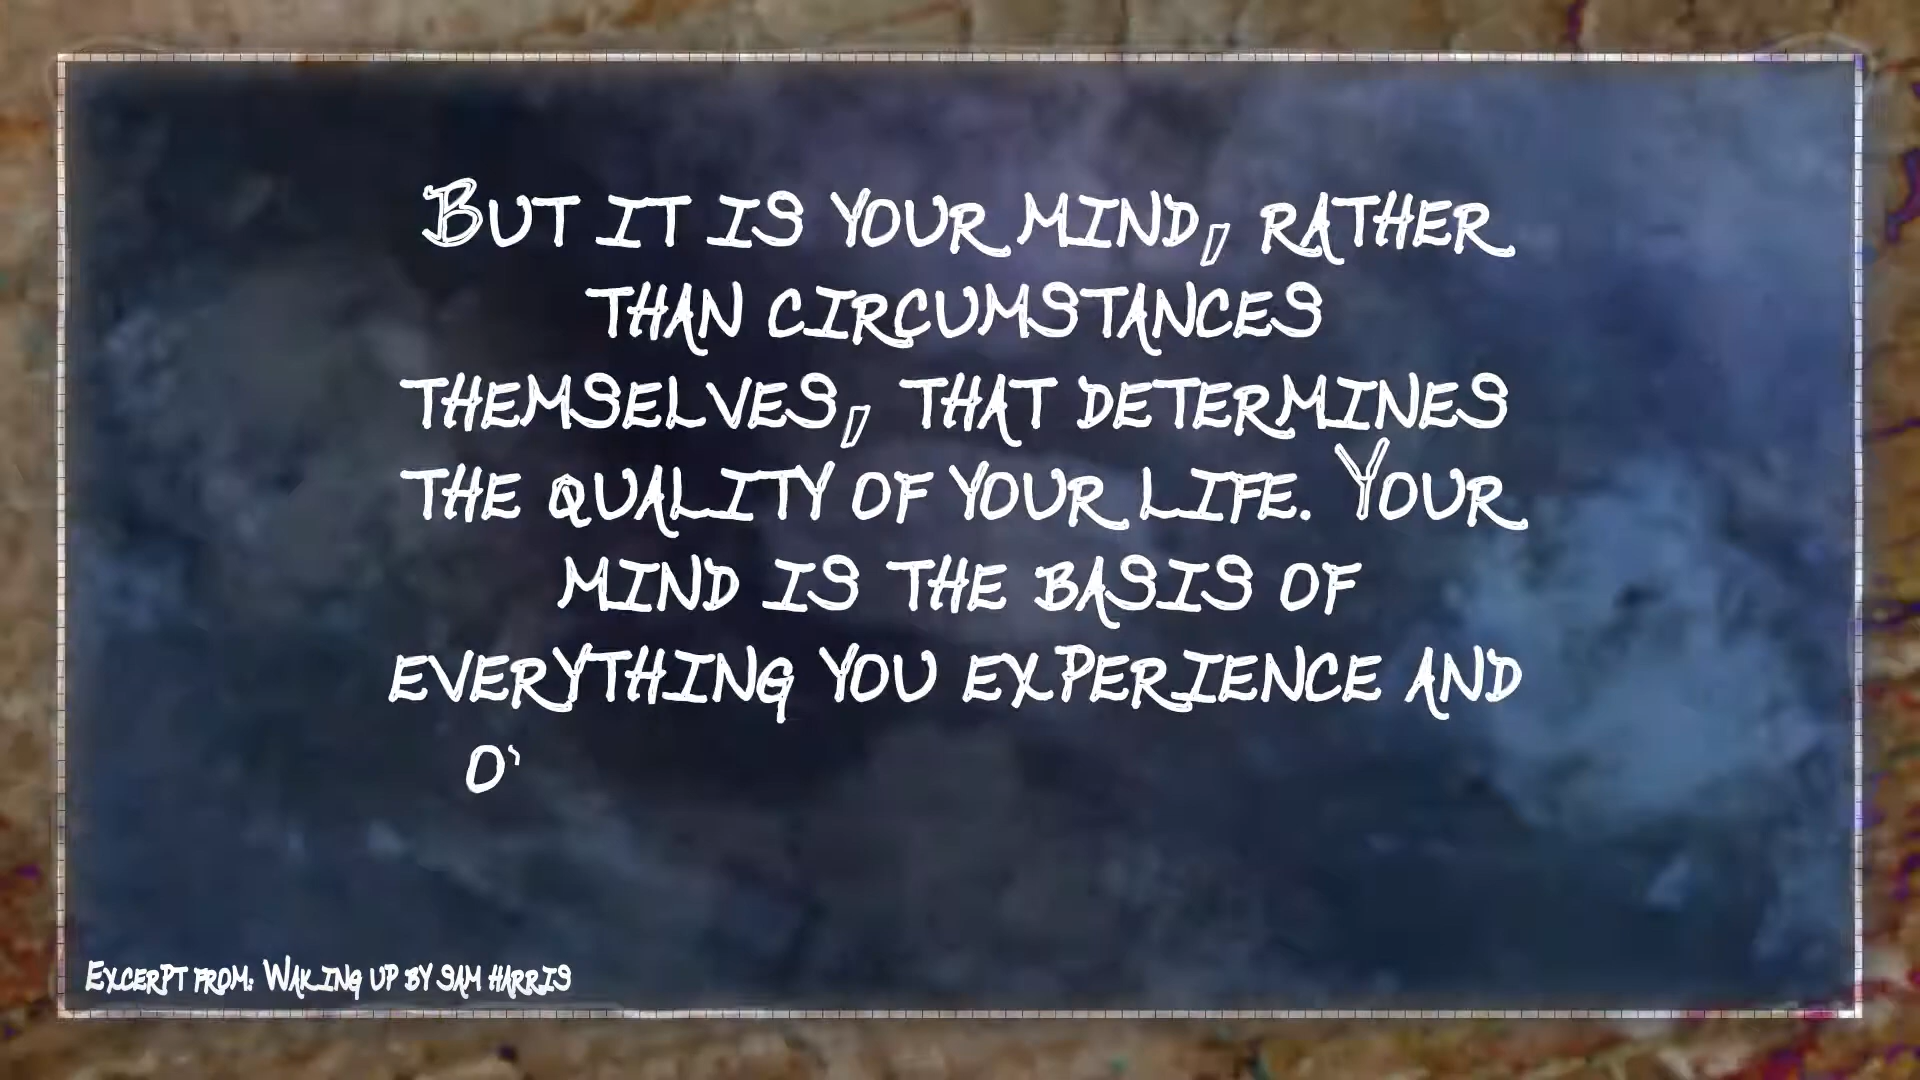 But it is your mind, rather
than circumstances
themselves, that determines
the quality of your life. Your
mind is the basis of
everything you experience and
o
Excerpt from: Waking up by sam harris